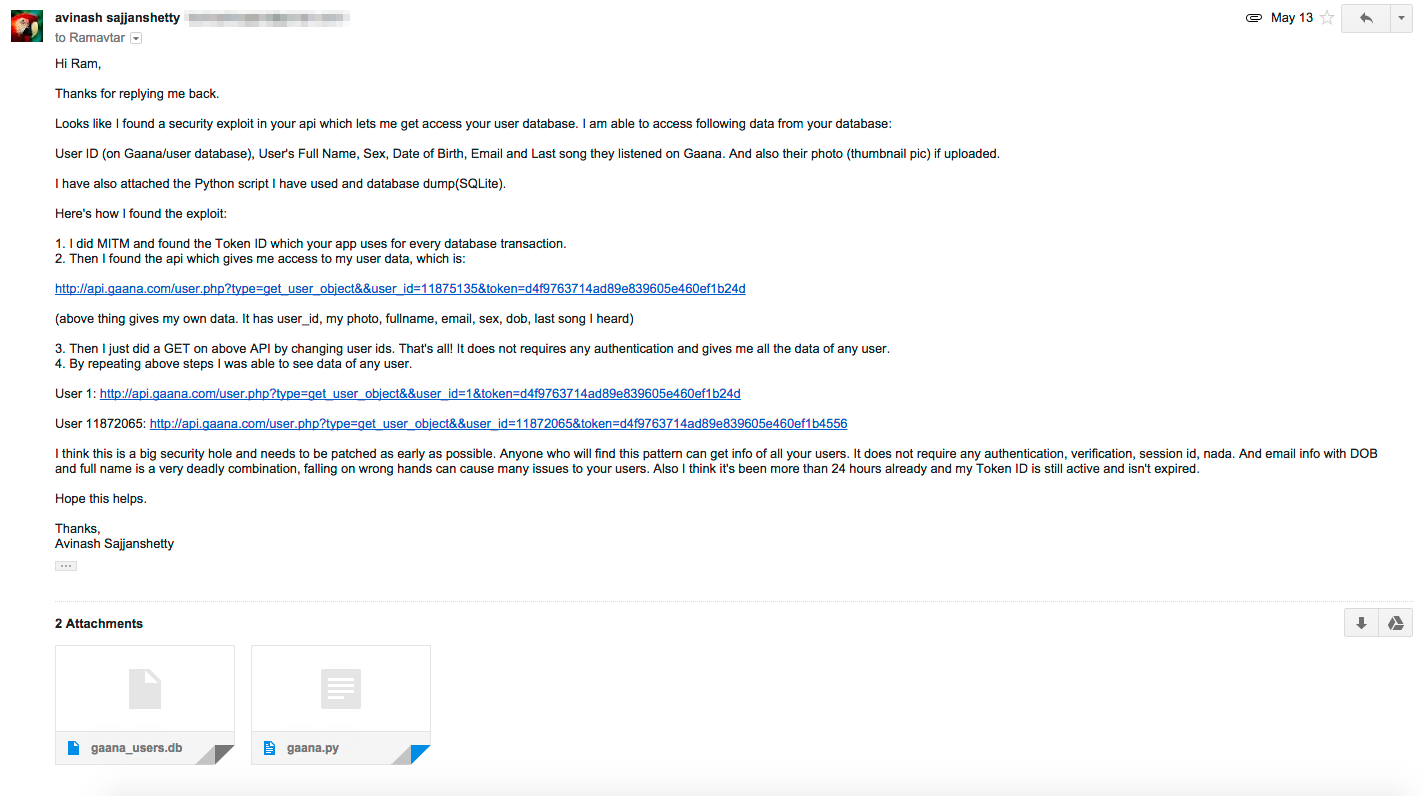 avinash sajjanshetty
May 13
to Ramavtar
Hi Ram,
Thanks for replying me back.
Looks like I found a security exploit in your api which lets me get access your user database. I am able to access following data from your database:
User ID (on Gaana/user database), User's Full Name, Sex, Date of Birth, Email and Last song they listened on Gaana. And also their photo (thumbnail pic) if uploaded.
I have also attached the Python script I have used and database dump(SQLite).
Here's how I found the exploit:
1. I did MITM and found the Token ID which your app uses for every database transaction.
2. Then I found the api which gives me access to my user data, which is:
http://api.gaana.com/user.php?type=get_user_object&&user_id=11875135&token=d4f9763714ad89e839605e460ef1b24d
(above thing gives my own data. It has user_id, my photo, fullname, email, sex, dob, last song I heard)
3. Then I just did a GET on above API by changing user ids. That's all! It does not requires any authentication and gives me all the data of any user.
4. By repeating above steps I was able to see data of any user.
User 1: http://api.gaana.com/user.php?type=get_user_object&&user_id=1&token=d4f9763714ad89e839605e460ef1b24d
User 11872065: http://api.gaana.com/user.php?type=get_user_object&&user_id=11872065&token=d4f9763714ad89e839605e460ef1b4556
I think this is a big security hole and needs to be patched as early as possible. Anyone who will find this pattern can get info of all your users. It does not require any authentication, verification, session id, nada. And email info with DOB
and full name is a very deadly combination, falling on wrong hands can cause many issues to your users. Also I think it's been more than 24 hours already and my Token ID is still active and isn't expired.
Hope this helps.
Thanks,
Avinash Sajjanshetty
2 Attachments
gaana_users.db
gaana.py